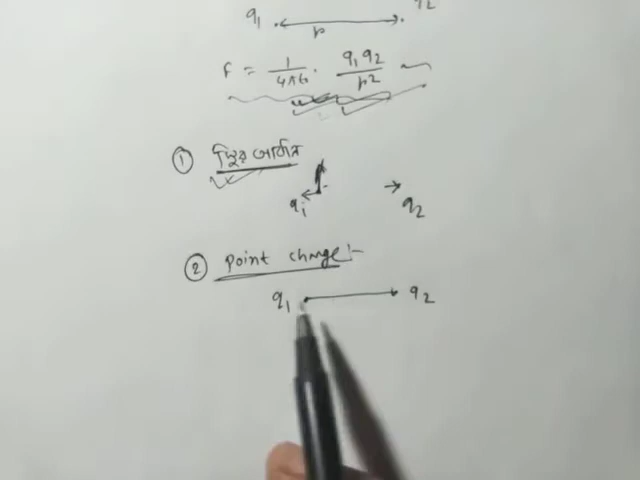 q₁ r q₂
F = 1/4πε₀ · q₁q₂/r²
① স্থির আধান
q₁ q₂
② point charge :-
q₁ q₂